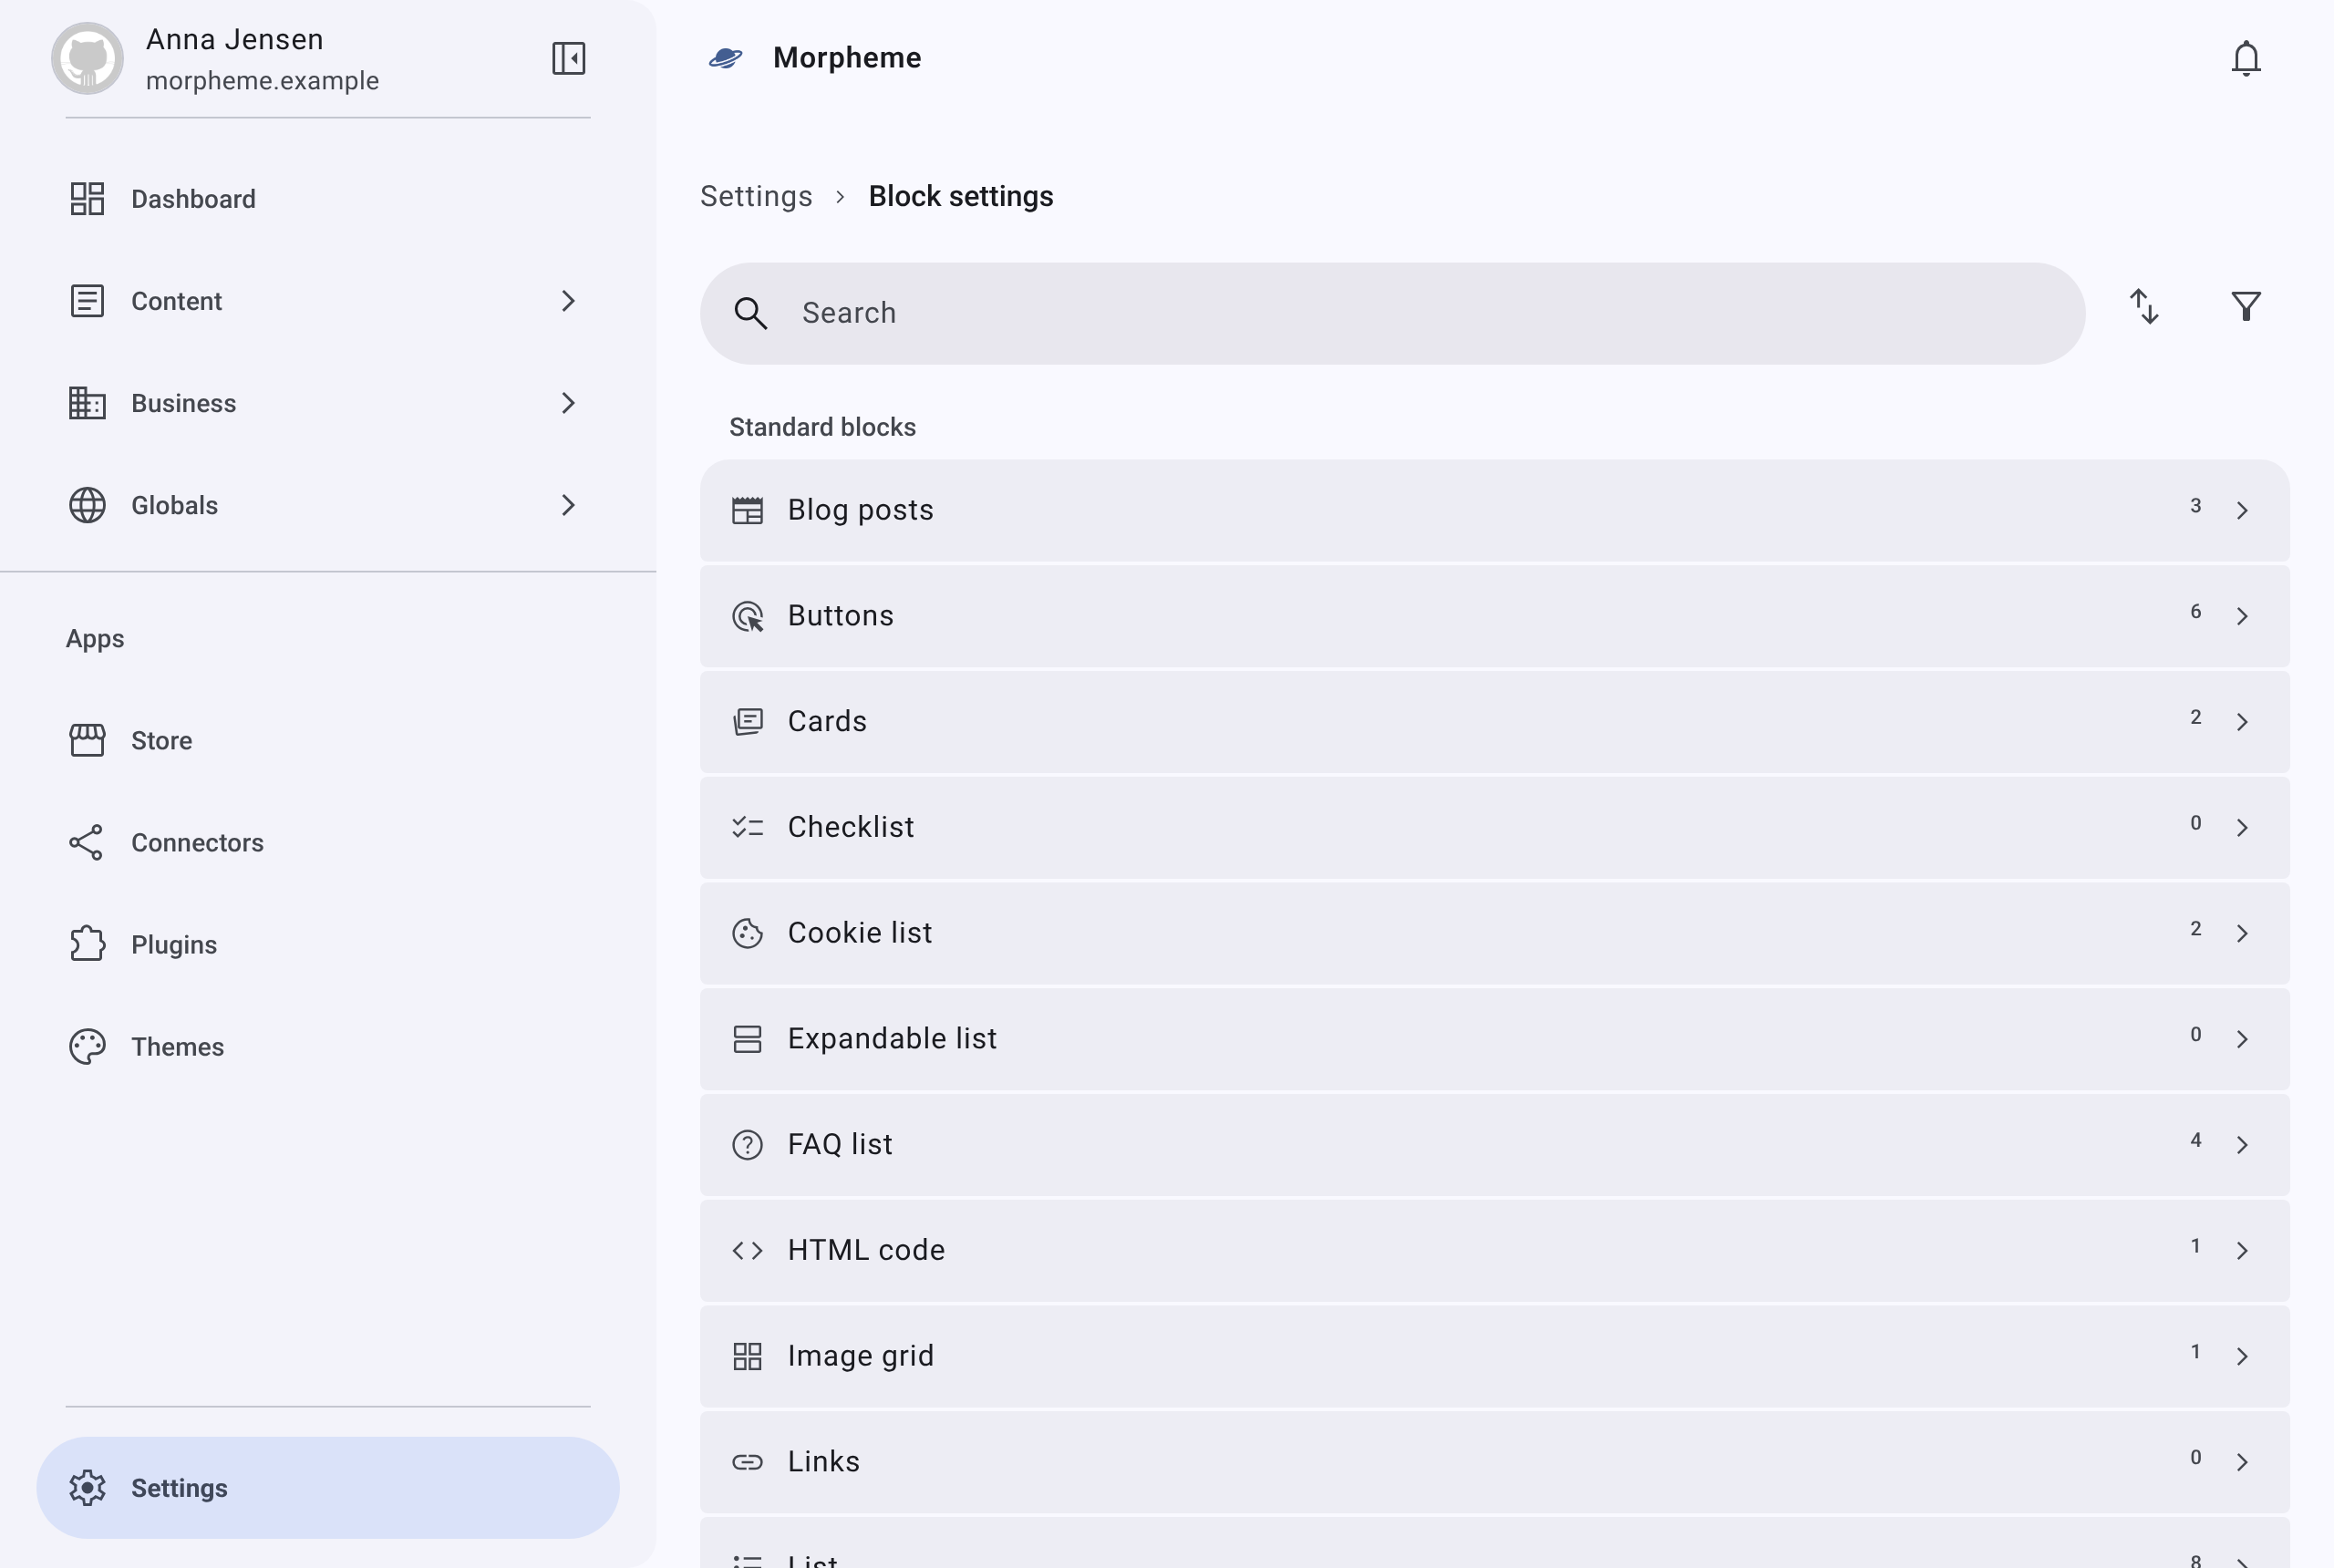 Anna Jensen
morpheme.example
Dashboard
Content
Business
Globals
Apps
Store
Connectors
Plugins
Themes
Settings
Morpheme
Settings › Block settings
Search
Standard blocks
Blog posts 3
Buttons 6
Cards 2
Checklist 0
Cookie list 2
Expandable list 0
FAQ list 4
HTML code 1
Image grid 1
Links 0
List 8